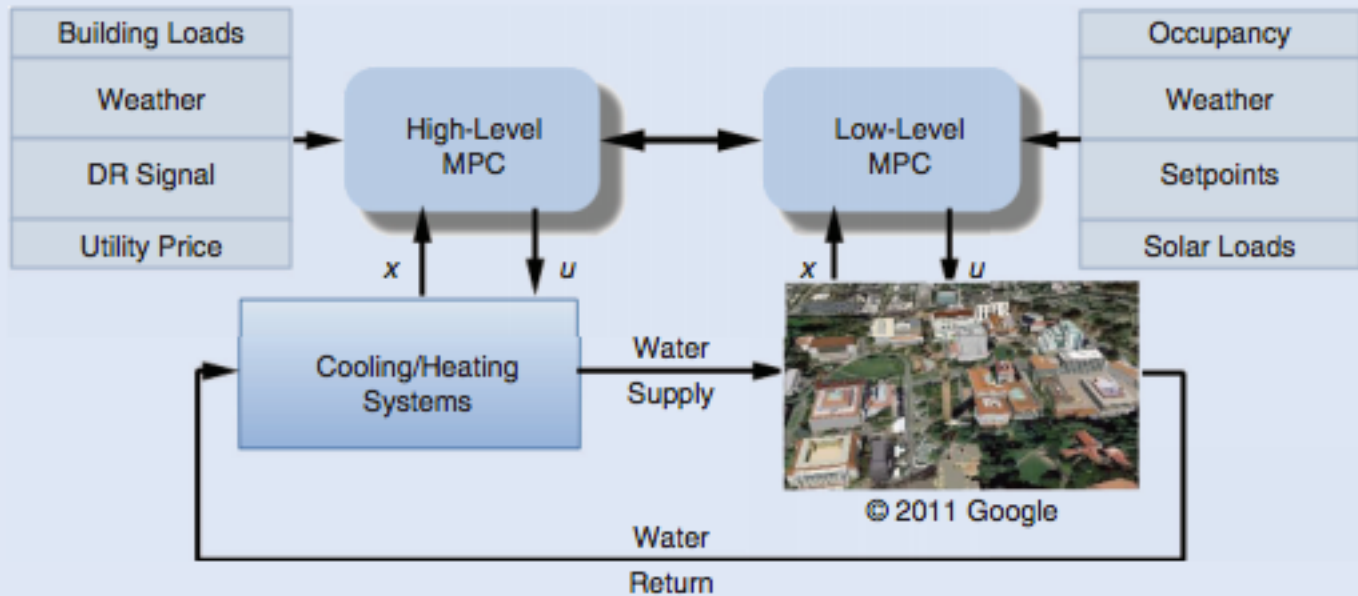 Building Loads
Weather
DR Signal
Utility Price
High-Level
MPC
Low-Level
MPC
Occupancy
Weather
Setpoints
Solar Loads
x
u
x
u
Cooling/Heating
Systems
Water
Supply
© 2011 Google
Water
Return